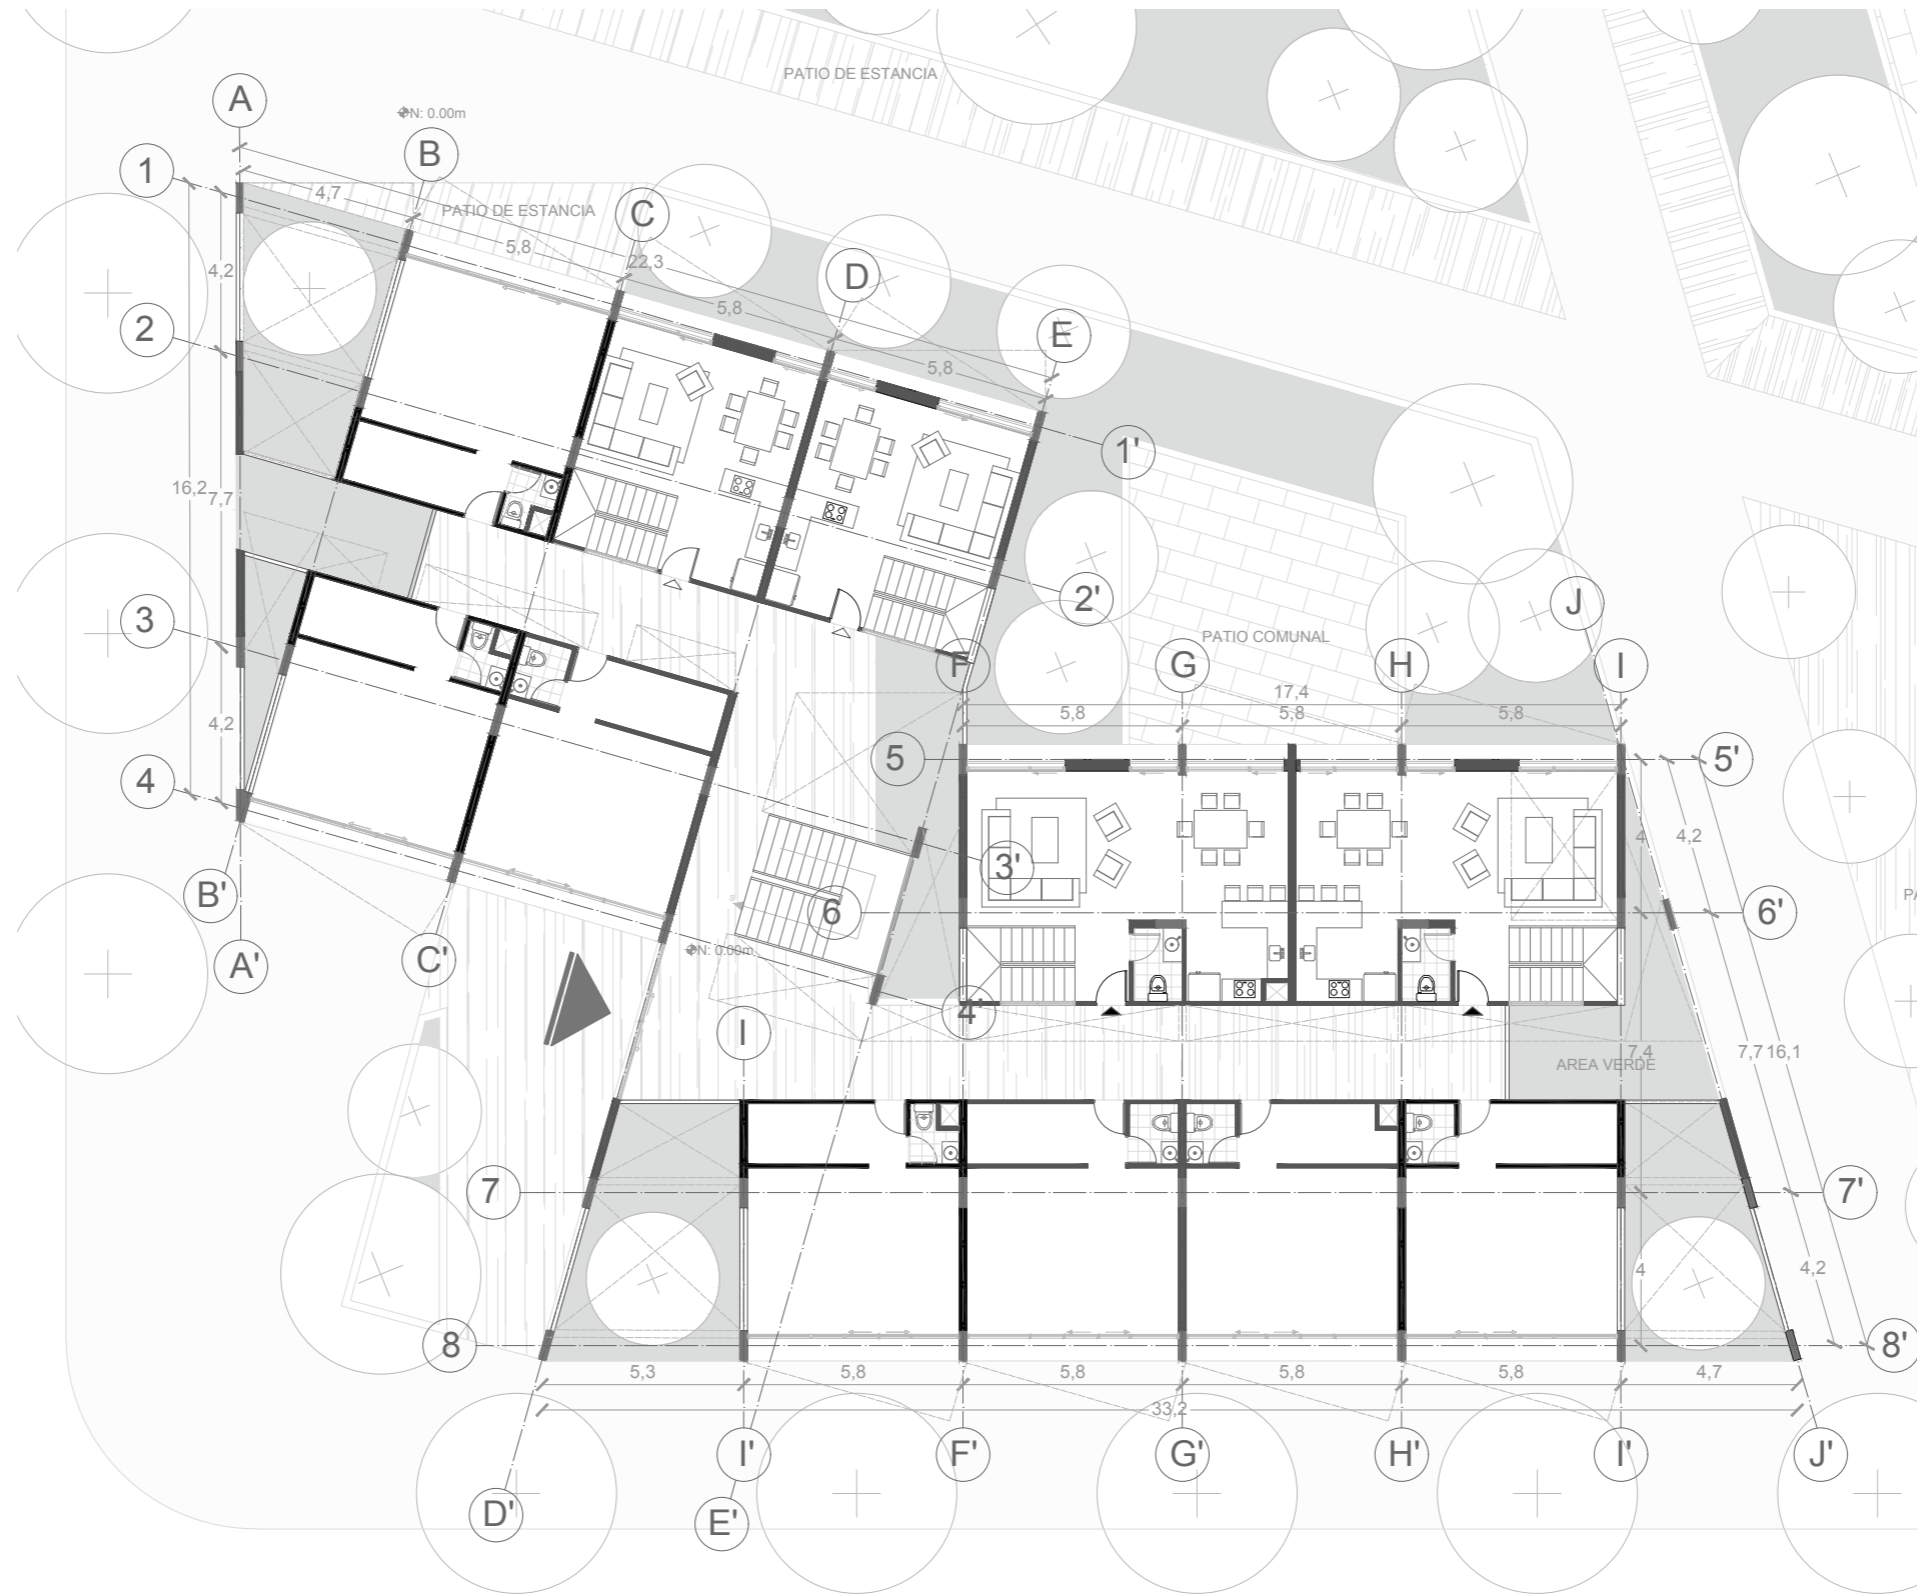 PATIO DE ESTANCIA
A
N: 0.00m
B
1
4,7
PATIO DE ESTANCIA
C
5,8
22,3
4,2
D
5,8
2
E
5,8
1'
16,2
7,7
2'
3
J
PATIO COMUNAL
F
G
H
I
17,4
5,8
5,8
5,8
4,2
4
5
5'
4
4,2
3'
B'
6
6'
A'
C'
N: 0.00m
4'
I
7,4
7,7
16,1
AREA VERDE
7
7'
4
4,2
8
8'
5,3
5,8
5,8
5,8
5,8
4,7
33,2
I'
F'
G'
H'
I'
J'
D'
E'